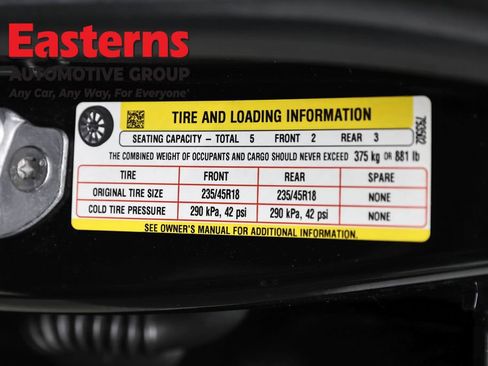 Easterns
AUTOMOTIVE GROUP
Any Car, Any Way, For Everyone
TIRE AND LOADING INFORMATION
SEATING CAPACITY – TOTAL 5 FRONT 2 REAR 3
THE COMBINED WEIGHT OF OCCUPANTS AND CARGO SHOULD NEVER EXCEED 375 kg OR 881 lb
TIRE FRONT REAR SPARE
ORIGINAL TIRE SIZE 235/45R18 235/45R18 NONE
COLD TIRE PRESSURE 290 kPa, 42 psi 290 kPa, 42 psi NONE
SEE OWNER'S MANUAL FOR ADDITIONAL INFORMATION.